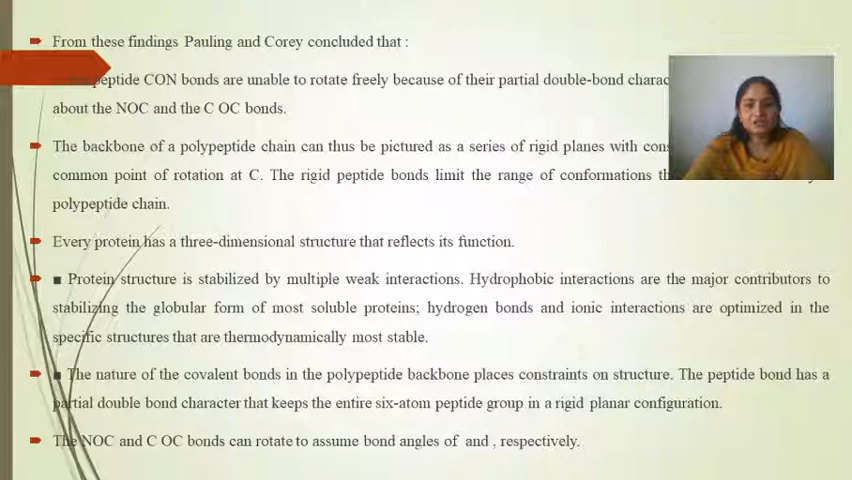 From these findings Pauling and Corey concluded that :
peptide CON bonds are unable to rotate freely because of their partial double-bond charac
about the NOC and the C OC bonds.
The backbone of a polypeptide chain can thus be pictured as a series of rigid planes with cons
common point of rotation at C. The rigid peptide bonds limit the range of conformations th
polypeptide chain.
Every protein has a three-dimensional structure that reflects its function.
■ Protein structure is stabilized by multiple weak interactions. Hydrophobic interactions are the major contributors to
stabilizing the globular form of most soluble proteins; hydrogen bonds and ionic interactions are optimized in the
specific structures that are thermodynamically most stable.
■ The nature of the covalent bonds in the polypeptide backbone places constraints on structure. The peptide bond has a
partial double bond character that keeps the entire six-atom peptide group in a rigid planar configuration.
The NOC and C OC bonds can rotate to assume bond angles of and , respectively.